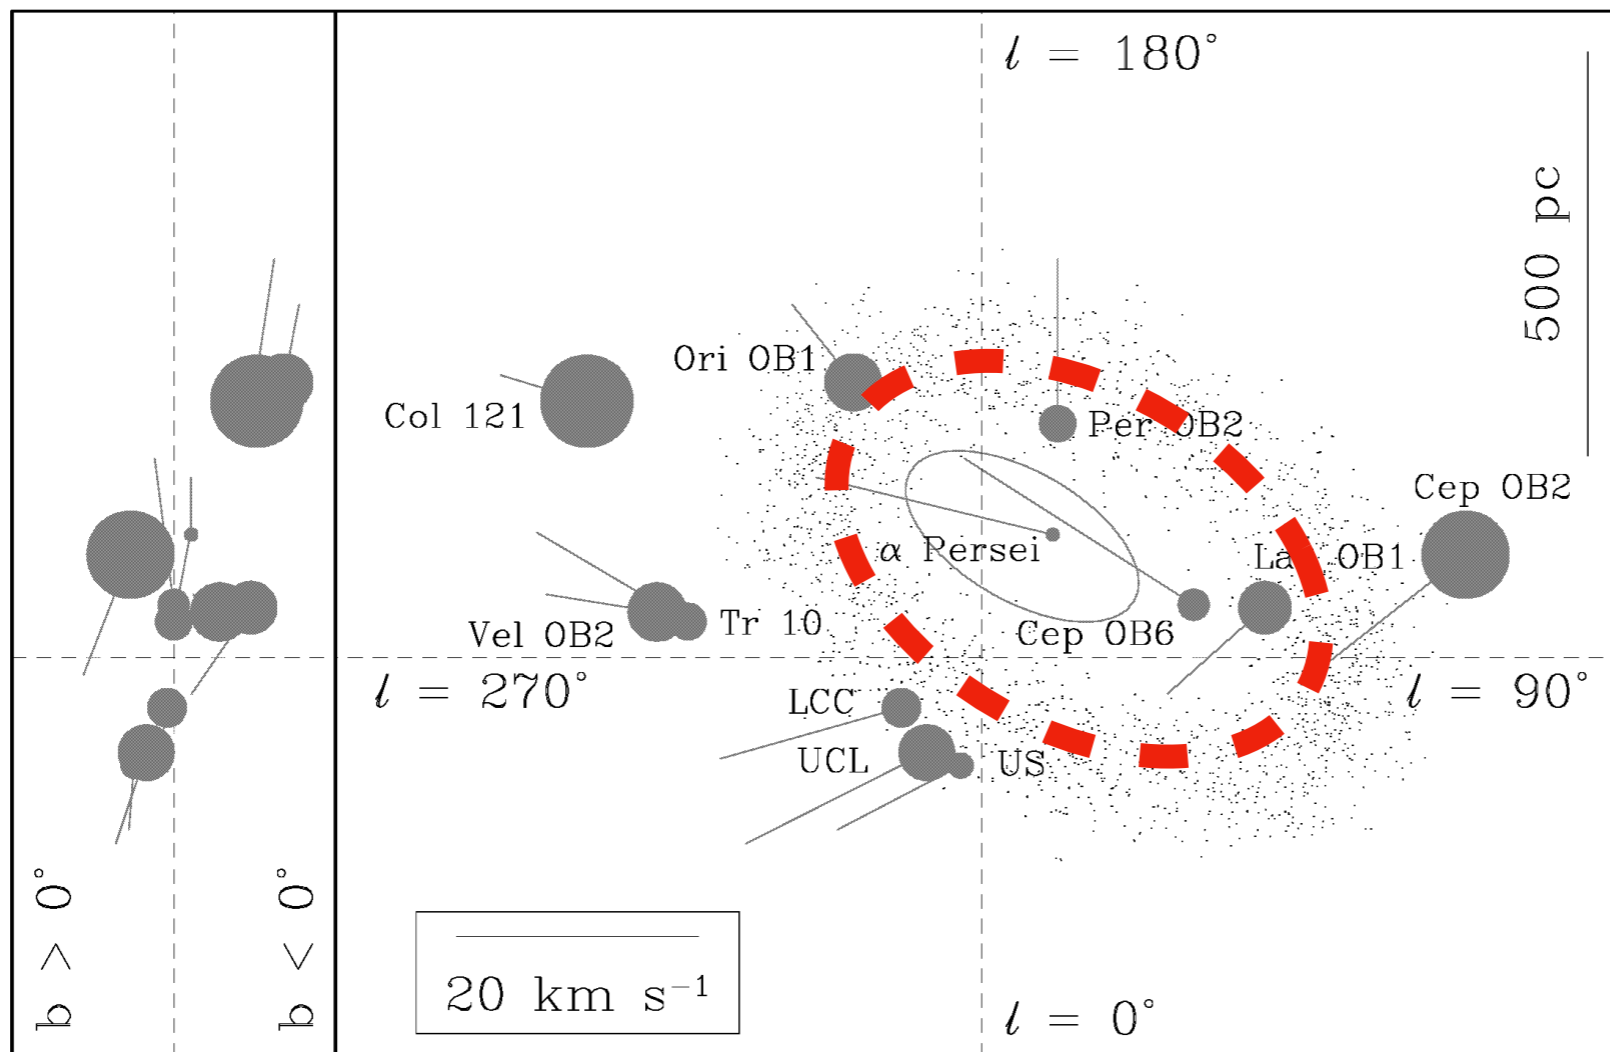 l = 180°
500 pc
Ori OB1
Col 121
Per OB2
Cep OB2
α Persei
La OB1
Vel OB2
Tr 10
Cep OB6
l = 270°
l = 90°
LCC
UCL
US
b > 0°
b < 0°
20 km s⁻¹
l = 0°